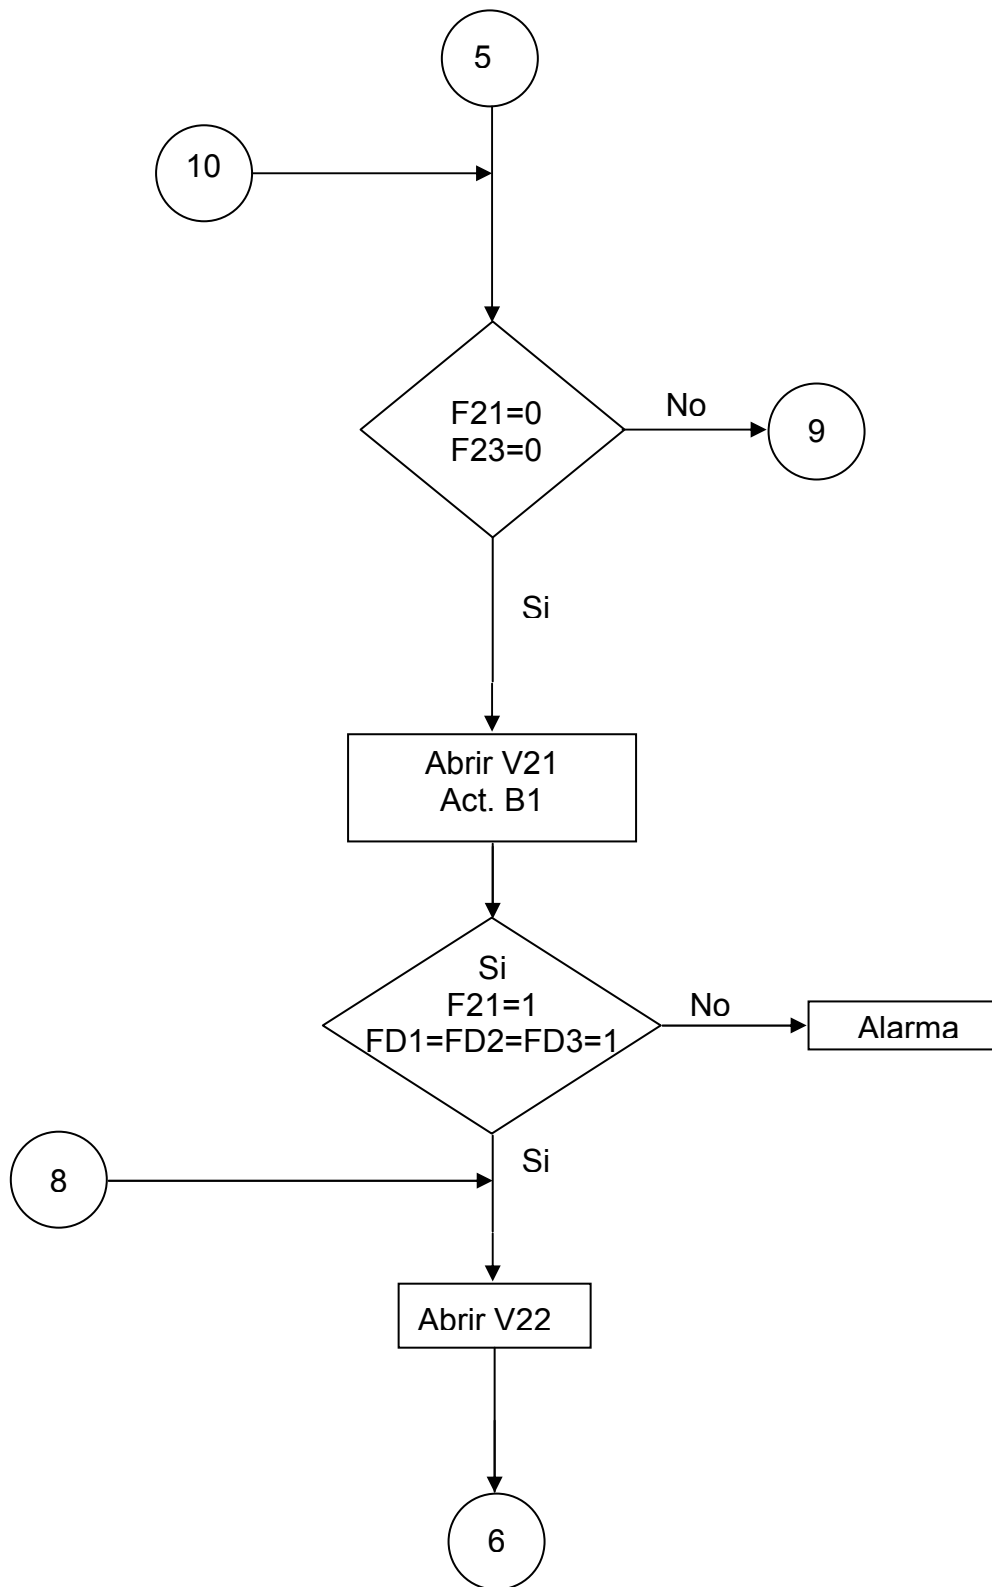 5
10
F21=0
F23=0
No
9
Si
Abrir V21
Act. B1
Si
F21=1
FD1=FD2=FD3=1
No
Alarma
Si
8
Abrir V22
6